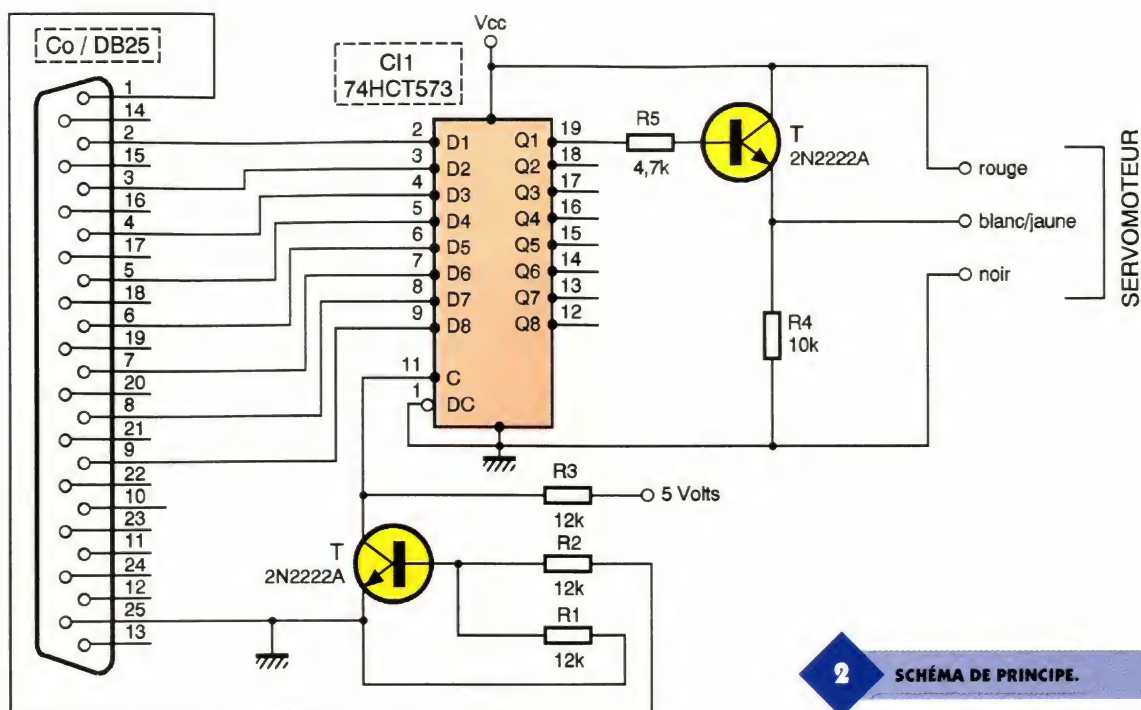 Co / DB25
1
14
2
15
3
16
4
17
5
18
6
19
7
20
8
21
9
22
10
23
11
24
12
25
13
CI1
74HCT573
Vcc
2 D1
3 D2
4 D3
5 D4
6 D5
7 D6
8 D7
9 D8
11 C
1 DC
Q1 19
Q2 18
Q3 17
Q4 16
Q5 15
Q6 14
Q7 13
Q8 12
R5
4,7k
T
2N2222A
R4
10k
rouge
blanc/jaune
noir
SERVOMOTEUR
R3
12k
5 Volts
T
2N2222A
R2
12k
R1
12k
2 SCHÉMA DE PRINCIPE.